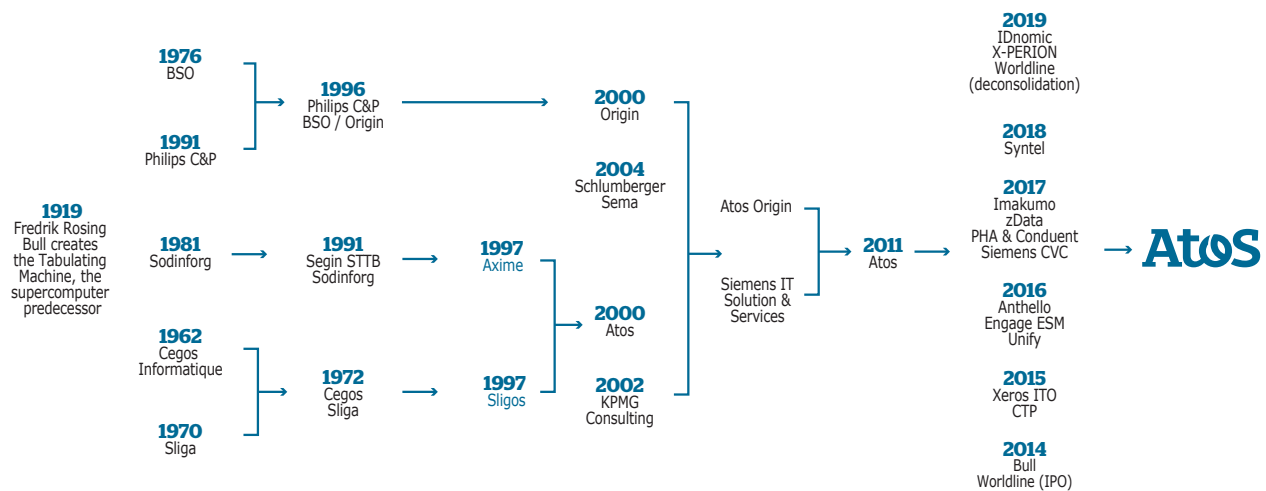 1919
Fredrik Rosing
Bull creates
the Tabulating
Machine, the
supercomputer
predecessor
1976
BSO
1991
Philips C&P
1981
Sodinforg
1962
Cegos
Informatique
1970
Sliga
1996
Philips C&P
BSO / Origin
1991
Segin STTB
Sodinforg
1972
Cegos
Sliga
1997
Axime
1997
Sligos
2000
Origin
2004
Schlumberger
Sema
2000
Atos
2002
KPMG
Consulting
Atos Origin
Siemens IT
Solution &
Services
2011
Atos
2019
IDnomic
X-PERION
Worldline
(deconsolidation)
2018
Syntel
2017
Imakumo
zData
PHA & Conduent
Siemens CVC
2016
Anthello
Engage ESM
Unify
2015
Xeros ITO
CTP
2014
Bull
Worldline (IPO)
Atos